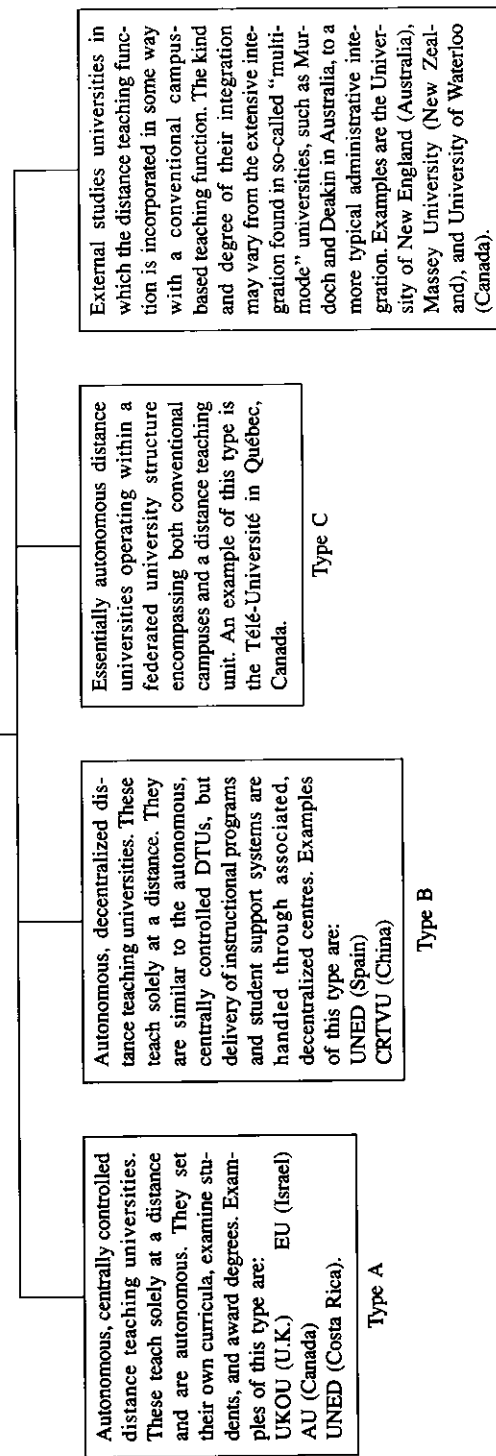 Autonomous, centrally controlled
distance teaching universities.
These teach solely at a distance
and are autonomous. They set
their own curricula, examine stu-
dents, and award degrees. Exam-
ples of this type are:
UKOU (U.K.) EU (Israel)
AU (Canada)
UNED (Costa Rica).
Type A
Autonomous, decentralized dis-
tance teaching universities. These
teach solely at a distance. They
are similar to the autonomous,
centrally controlled DTUs, but
delivery of instructional programs
and student support systems are
handled through associated,
decentralized centres. Examples
of this type are:
UNED (Spain)
CRTVU (China)
Type B
Essentially autonomous distance
universities operating within a
federated university structure
encompassing both conventional
campuses and a distance teaching
unit. An example of this type is
the Télé-Université in Québec,
Canada.
Type C
External studies universities in
which the distance teaching func-
tion is incorporated in some way
with a conventional campus-
based teaching function. The kind
and degree of their integration
may vary from the extensive inte-
gration found in so-called "multi-
mode" universities, such as Mur-
doch and Deakin in Australia, to a
more typical administrative inte-
gration. Examples are the Univer-
sity of New England (Australia),
Massey University (New Zeal-
and), and University of Waterloo
(Canada).